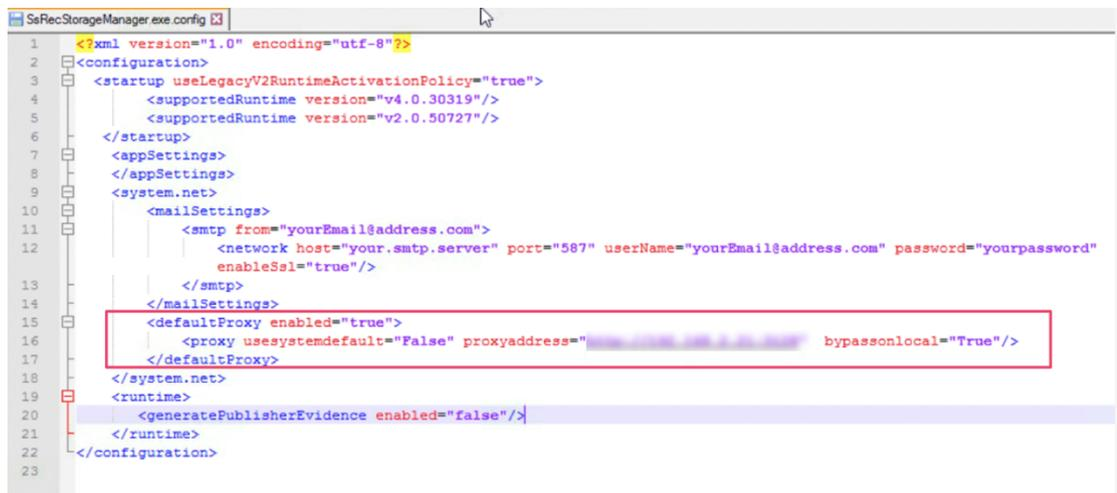 SsRecStorageManager.exe.config
1 <?xml version="1.0" encoding="utf-8"?>
2 <configuration>
3 <startup useLegacyV2RuntimeActivationPolicy="true">
4 <supportedRuntime version="v4.0.30319"/>
5 <supportedRuntime version="v2.0.50727"/>
6 </startup>
7 <appSettings>
8 </appSettings>
9 <system.net>
10 <mailSettings>
11 <smtp from="yourEmail@address.com">
12 <network host="your.smtp.server" port="587" userName="yourEmail@address.com" password="yourpassword"
enableSsl="true"/>
13 </smtp>
14 </mailSettings>
15 <defaultProxy enabled="true">
16 <proxy usesystemdefault="False" proxyaddress=" " bypassonlocal="True"/>
17 </defaultProxy>
18 </system.net>
19 <runtime>
20 <generatePublisherEvidence enabled="false"/>
21 </runtime>
22 </configuration>
23